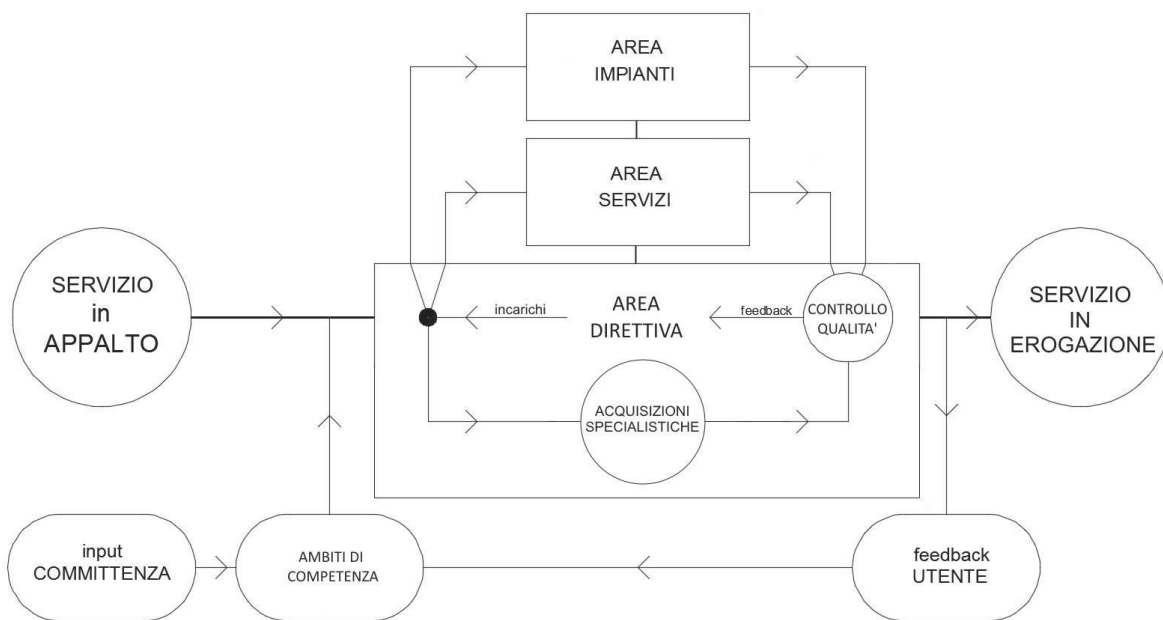 AREA
IMPIANTI
AREA
SERVIZI
SERVIZIO
in
APPALTO
incarichi
AREA
DIRETTIVA
feedback
CONTROLLO
QUALITA'
SERVIZIO
IN
EROGAZIONE
ACQUISIZIONI
SPECIALISTICHE
input
COMMITTENZA
AMBITI DI
COMPETENZA
feedback
UTENTE